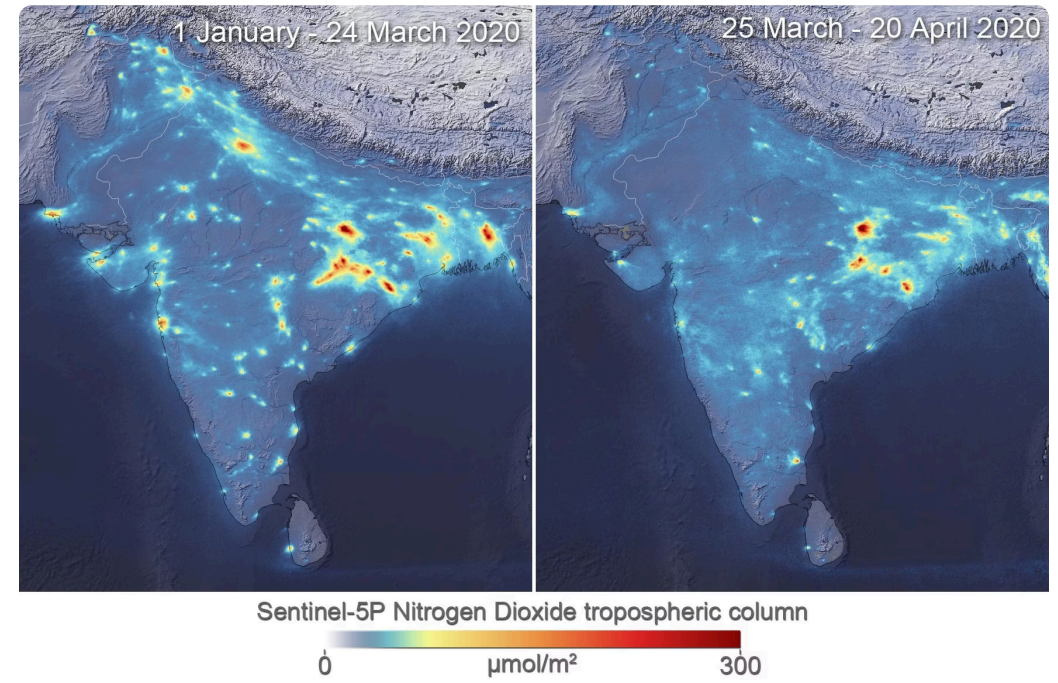 1 January - 24 March 2020
25 March - 20 April 2020
Sentinel-5P Nitrogen Dioxide tropospheric column
0 µmol/m² 300